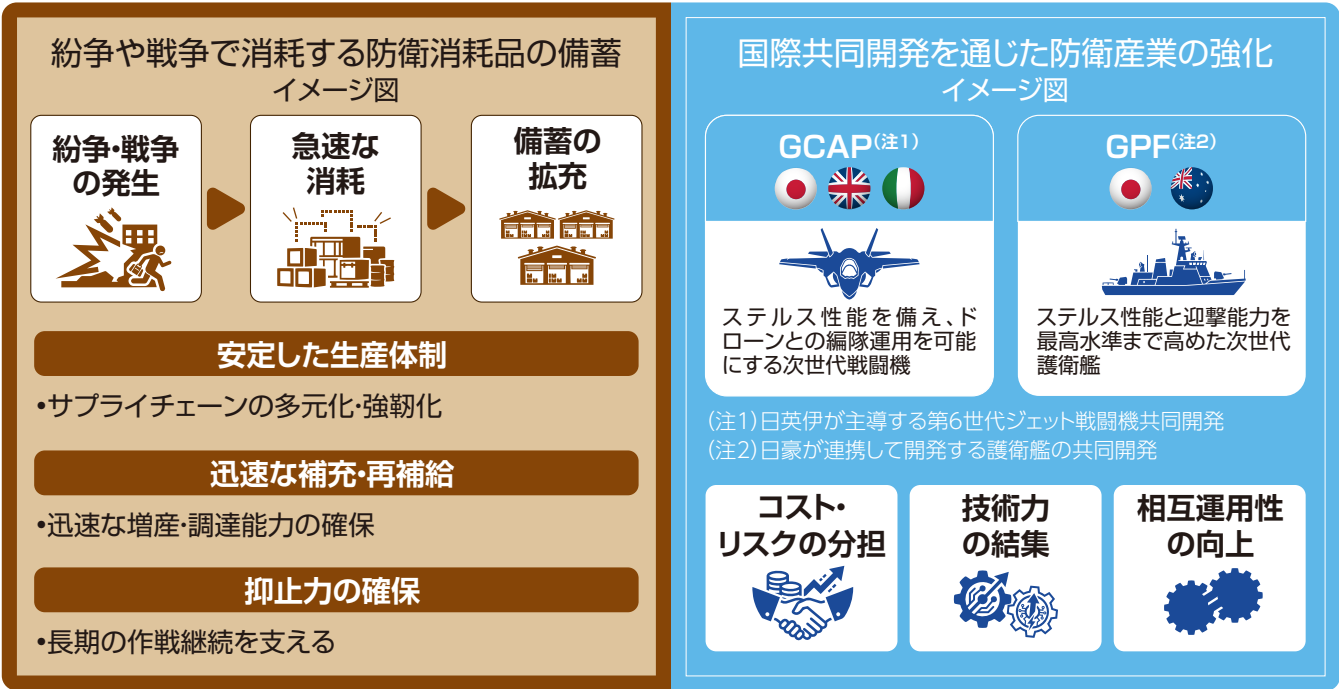 紛争や戦争で消耗する防衛消耗品の備蓄
イメージ図
紛争・戦争
の発生
急速な
消耗
備蓄の
拡充
安定した生産体制
•サプライチェーンの多元化・強靭化
迅速な補充・再補給
•迅速な増産・調達能力の確保
抑止力の確保
•長期の作戦継続を支える
国際共同開発を通じた防衛産業の強化
イメージ図
GCAP(注1)
ステルス性能を備え、ド
ローンとの編隊運用を可能
にする次世代戦闘機
GPF(注2)
ステルス性能と迎撃能力を
最高水準まで高めた次世代
護衛艦
(注1)日英伊が主導する第6世代ジェット戦闘機共同開発
(注2)日豪が連携して開発する護衛艦の共同開発
コスト・
リスクの分担
技術力
の結集
相互運用性
の向上